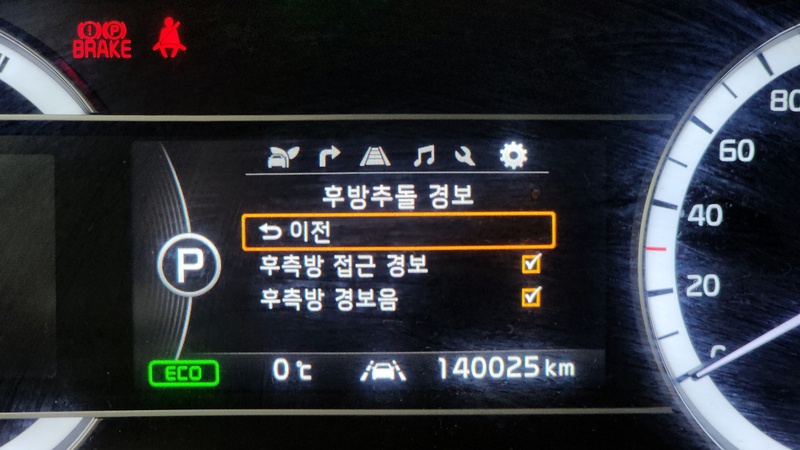 BRAKE
후방추돌 경보
이전
후측방 접근 경보
후측방 경보음
P
ECO
0 ℃
140025 km
80
60
40
20
0